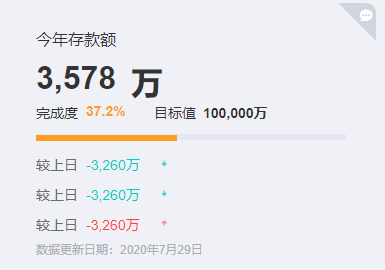 今年存款额
3,578 万
完成度 37.2% 目标值 100,000万
较上日 -3,260万
较上日 -3,260万
较上日 -3,260万
数据更新日期：2020年7月29日